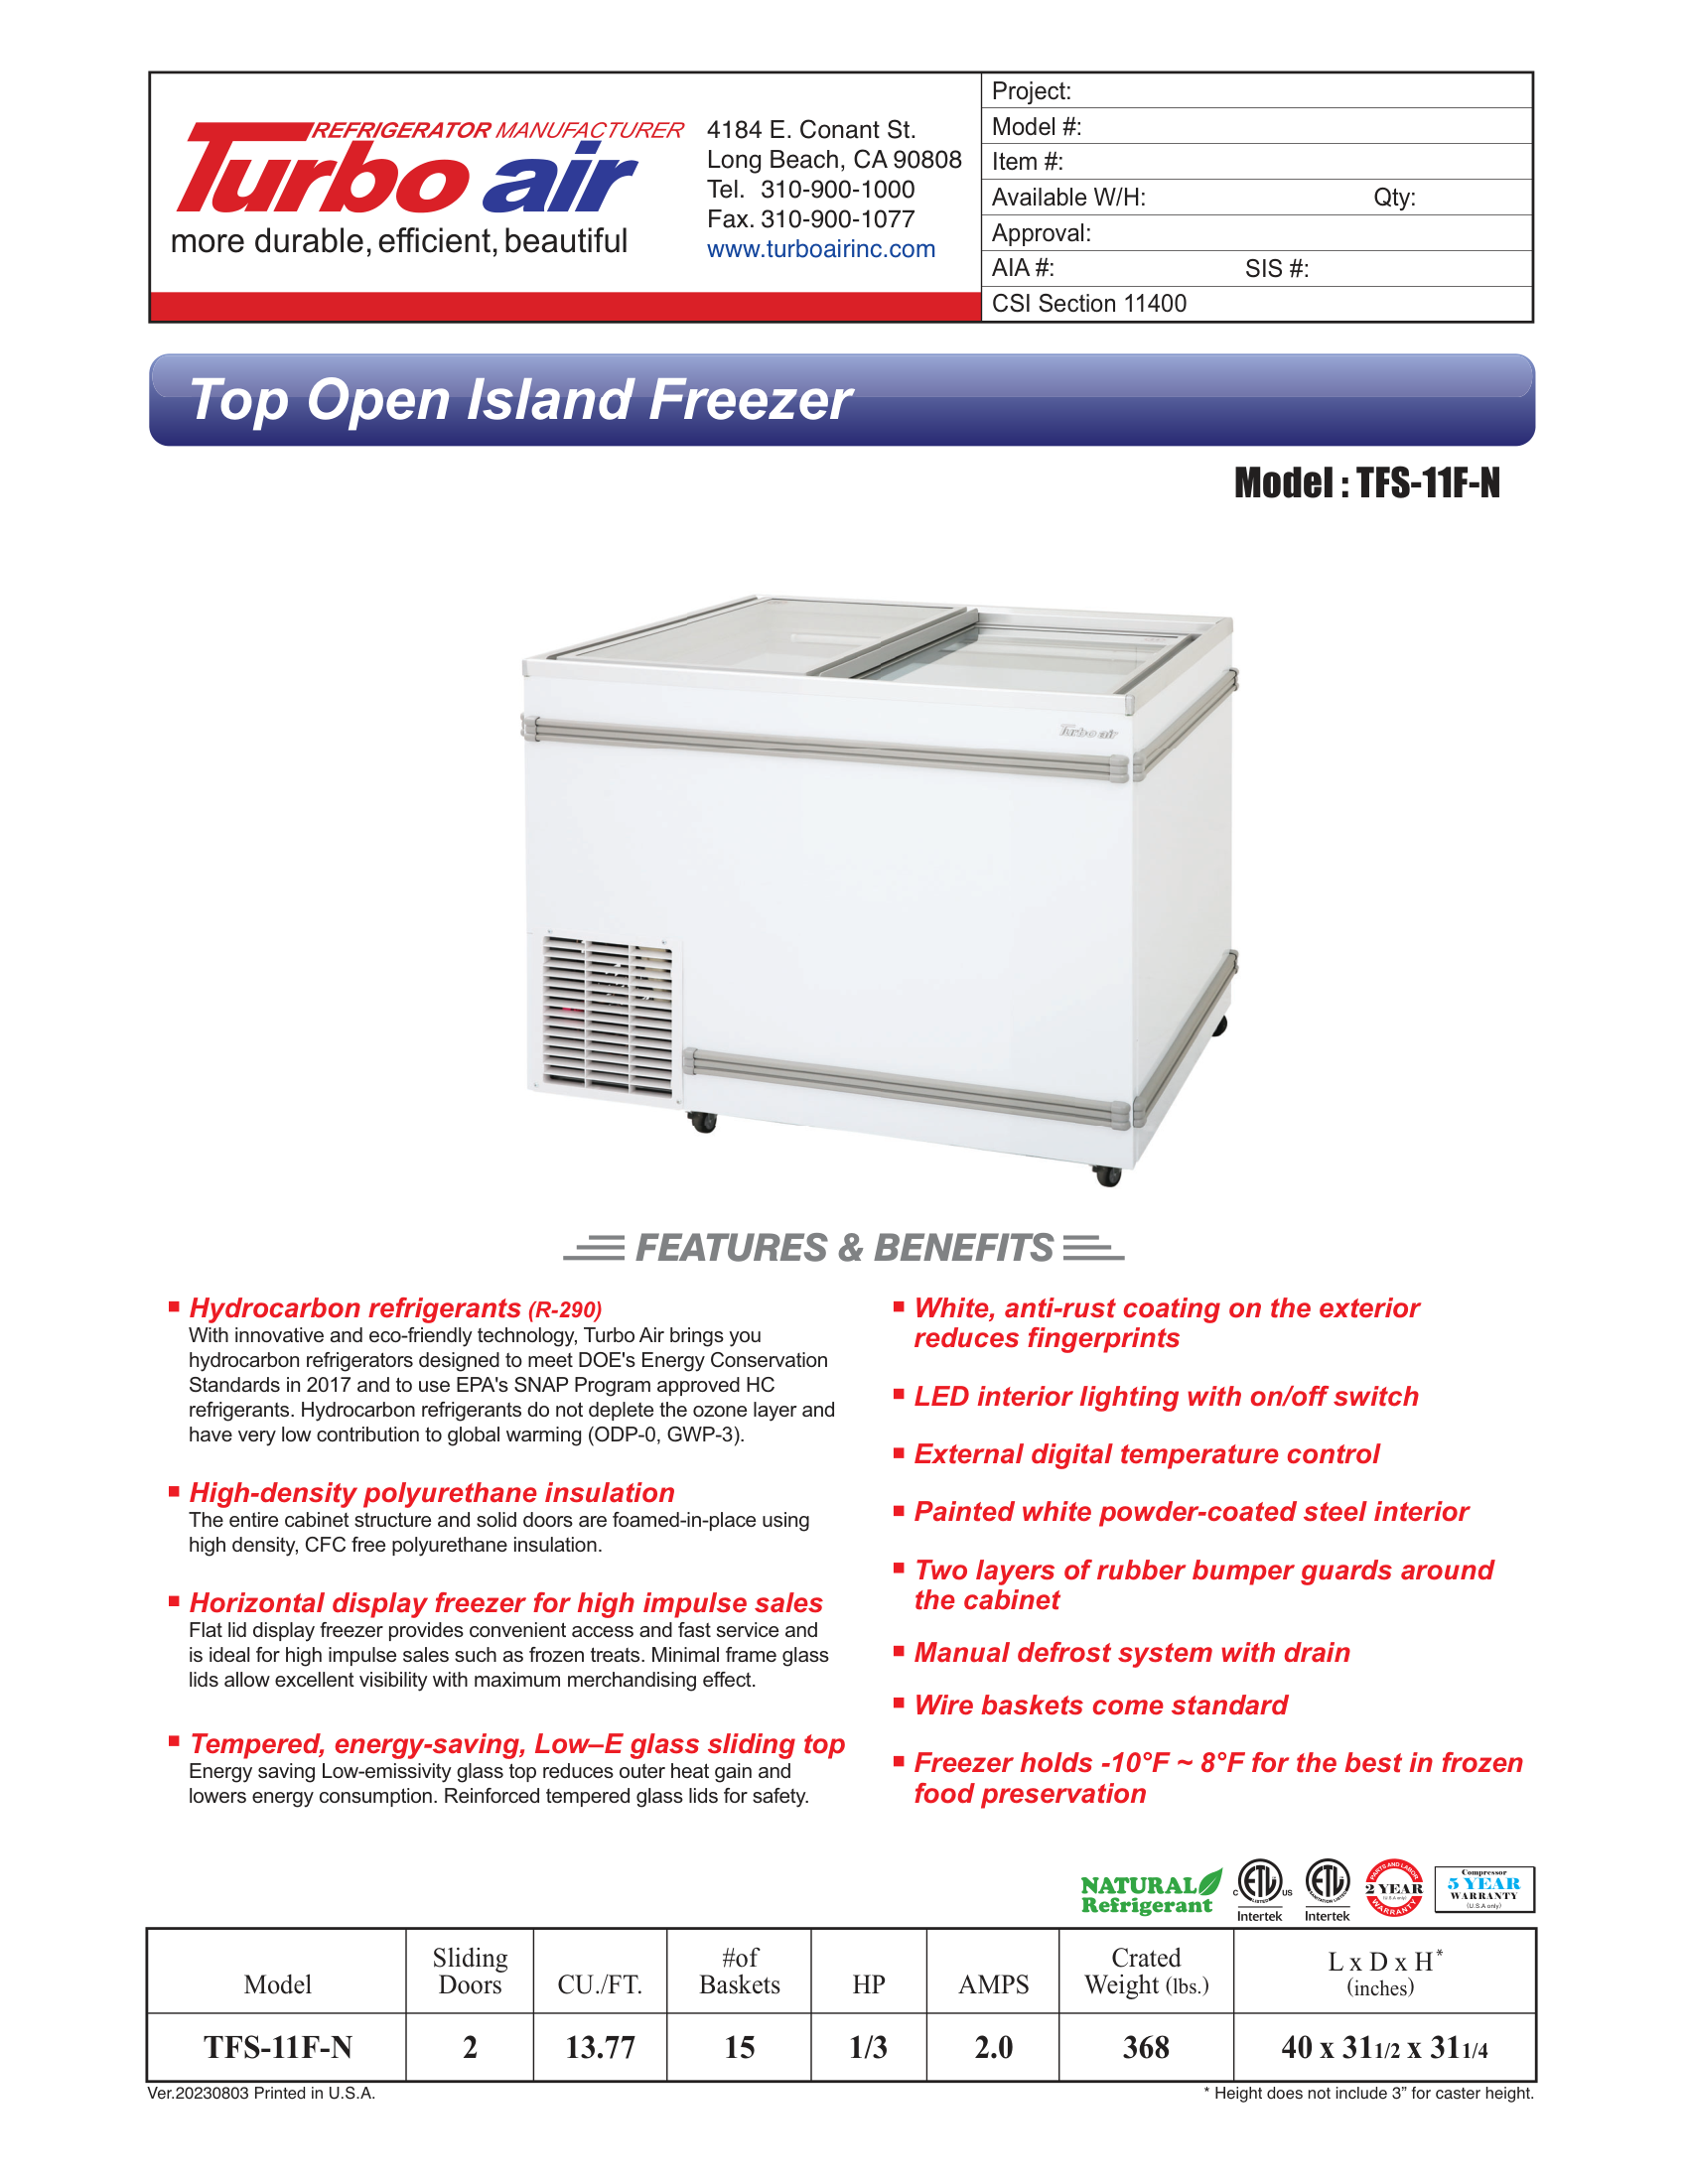 REFRIGERATOR MANUFACTURER
Turbo air
more durable, efficient, beautiful
4184 E. Conant St.
Long Beach, CA 90808
Tel. 310-900-1000
Fax. 310-900-1077
www.turboairinc.com
Project:
Model #:
Item #:
Available W/H: Qty:
Approval:
AIA #: SIS #:
CSI Section 11400
Top Open Island Freezer
Model : TFS-11F-N
Turbo air
FEATURES & BENEFITS
Hydrocarbon refrigerants (R-290)
With innovative and eco-friendly technology, Turbo Air brings you
hydrocarbon refrigerators designed to meet DOE's Energy Conservation
Standards in 2017 and to use EPA's SNAP Program approved HC
refrigerants. Hydrocarbon refrigerants do not deplete the ozone layer and
have very low contribution to global warming (ODP-0, GWP-3).
High-density polyurethane insulation
The entire cabinet structure and solid doors are foamed-in-place using
high density, CFC free polyurethane insulation.
Horizontal display freezer for high impulse sales
Flat lid display freezer provides convenient access and fast service and
is ideal for high impulse sales such as frozen treats. Minimal frame glass
lids allow excellent visibility with maximum merchandising effect.
Tempered, energy-saving, Low–E glass sliding top
Energy saving Low-emissivity glass top reduces outer heat gain and
lowers energy consumption. Reinforced tempered glass lids for safety.
White, anti-rust coating on the exterior
reduces fingerprints
LED interior lighting with on/off switch
External digital temperature control
Painted white powder-coated steel interior
Two layers of rubber bumper guards around
the cabinet
Manual defrost system with drain
Wire baskets come standard
Freezer holds -10°F ~ 8°F for the best in frozen
food preservation
NATURAL
Refrigerant
C ETL US
LISTED
Intertek
ETL
SANITATION LISTED
Intertek
PARTS AND LABOR
2 YEAR
(U.S.A only)
WARRANTY
Compressor
5 YEAR
WARRANTY
(U.S.A only)
Model Sliding Doors CU./FT. #of Baskets HP AMPS Crated Weight (lbs.) L x D x H* (inches)
TFS-11F-N 2 13.77 15 1/3 2.0 368 40 x 31 1/2 x 31 1/4
Ver.20230803 Printed in U.S.A.
* Height does not include 3” for caster height.